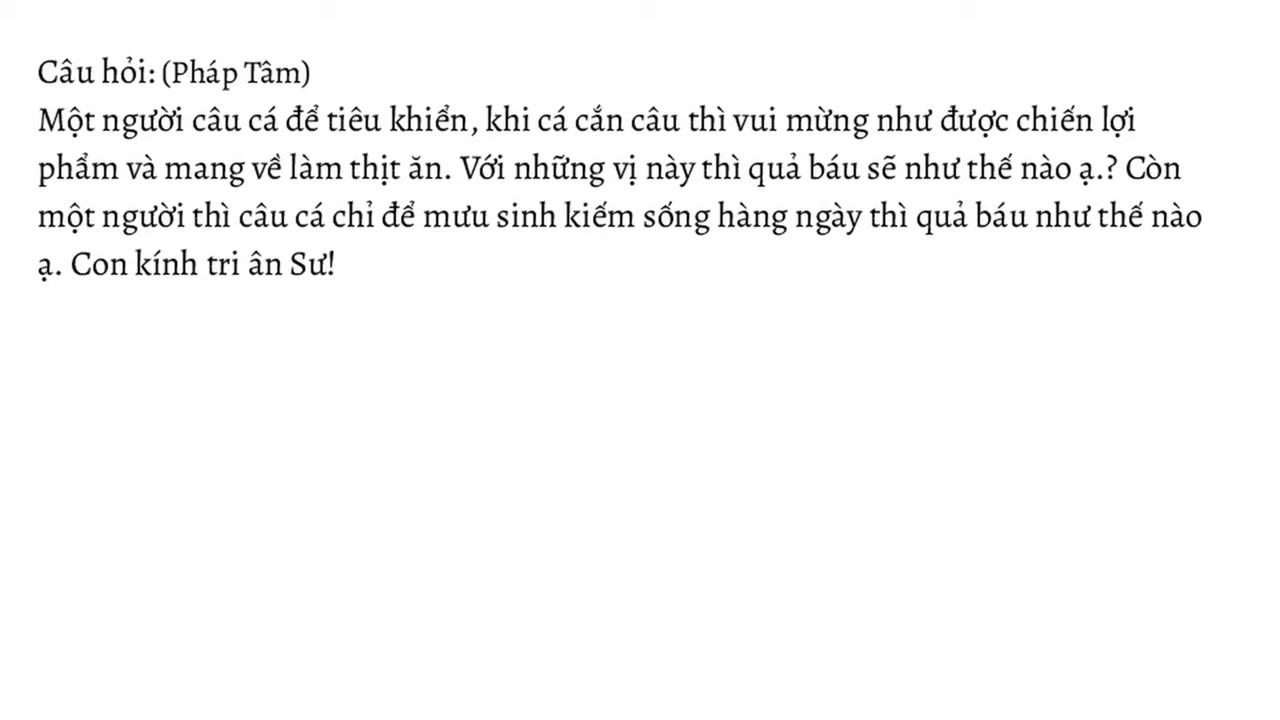 Câu hỏi: (Pháp Tâm)
Một người câu cá để tiêu khiển, khi cá cắn câu thì vui mừng như được chiến lợi
phẩm và mang về làm thịt ăn. Với những vị này thì quả báu sẽ như thế nào ạ.? Còn
một người thì câu cá chỉ để mưu sinh kiếm sống hàng ngày thì quả báu như thế nào
ạ. Con kính tri ân Sư!